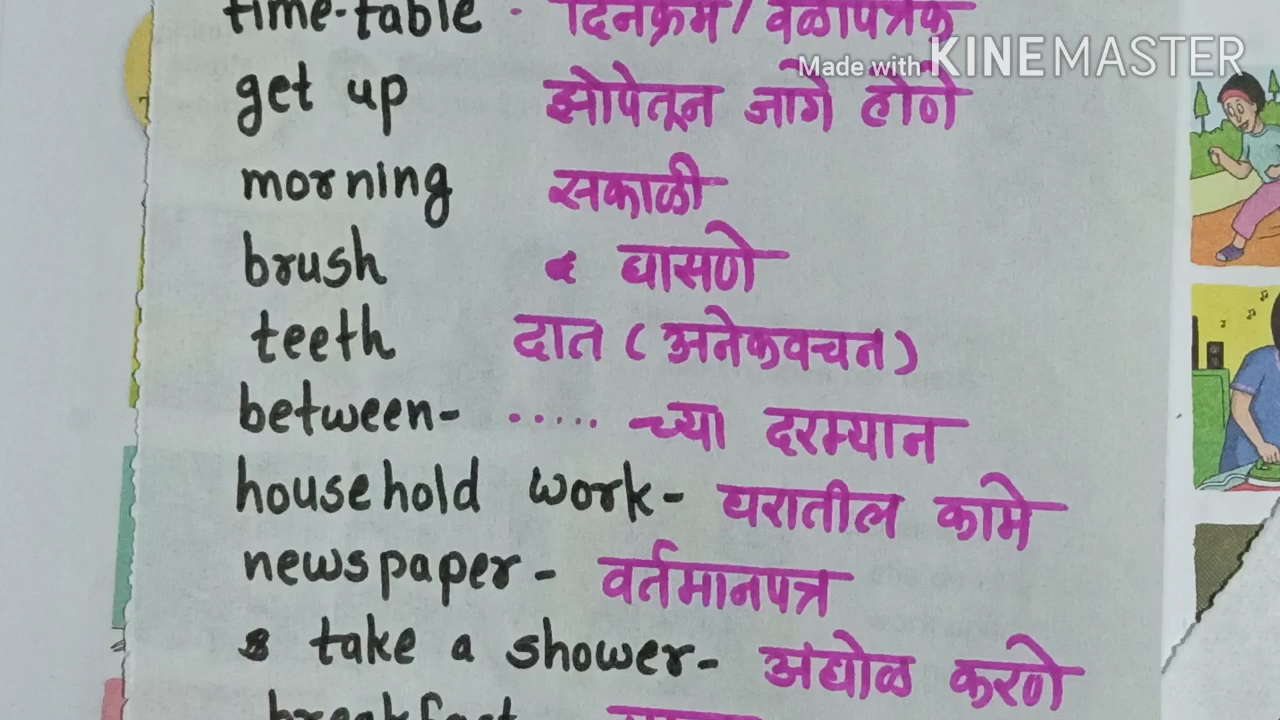 time-table - दिनक्रम / वेळापत्रक
Made with KINEMASTER
get up झोपेतून जागे होणे
morning सकाळी
brush घासणे
teeth दात (अनेकवचन)
between- ..... च्या दरम्यान
household work- घरातील कामे
newspaper- वर्तमानपत्र
take a shower- अंघोळ करणे
breakfast